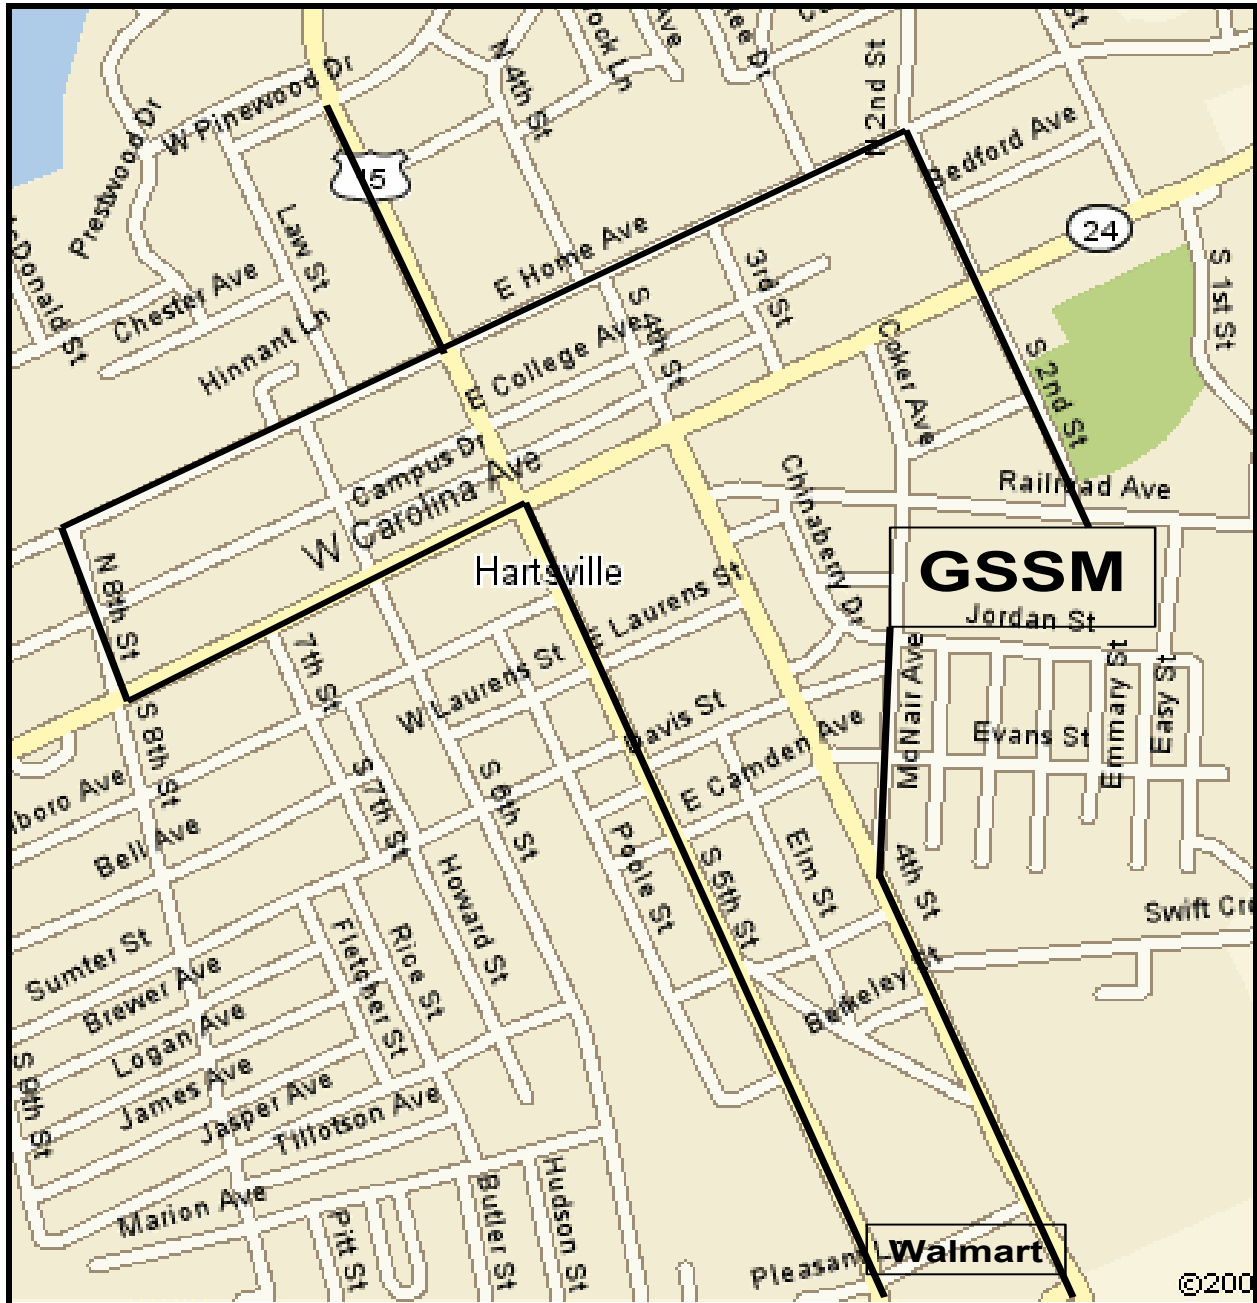 N 4th St
N 2nd St
W Pinewood Dr
Prestwood Dr
Bedford Ave
15
24
Law St
E Home Ave
3rd St
S 1st St
Chester Ave
Hinnant Ln
S 4th St
E College Ave
Coker Ave
S 2nd St
Campus Dr
W Carolina Ave
Chinaberry Dr
Railroad Ave
N 8th St
Hartsville
GSSM
E Laurens St
Jordan St
7th St
W Laurens St
McNair Ave
Emmary St
Easy St
S 8th St
Davis St
Evans St
E Camden Ave
S 7th St
S 6th St
Bell Ave
Poole St
S 5th St
Elm St
4th St
Howard St
Swift
Sumter St
Fletcher St
Rice St
Brewer Ave
Berkeley St
Logan Ave
S 9th St
James Ave
Jasper Ave
Tillotson Ave
Marion Ave
Pitt St
Butler St
Hudson St
Pleasant
Walmart